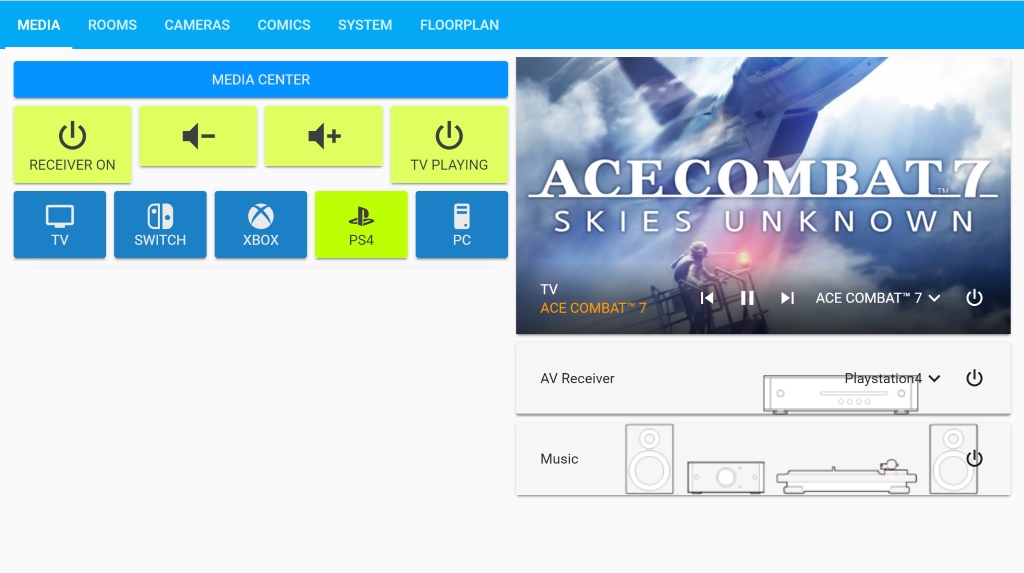 MEDIA
ROOMS
CAMERAS
COMICS
SYSTEM
FLOORPLAN
MEDIA CENTER
RECEIVER ON
TV PLAYING
TV
SWITCH
XBOX
PS4
PC
ACE COMBAT™ 7
SKIES UNKNOWN
TV
ACE COMBAT™ 7
ACE COMBAT™ 7
AV Receiver
Playstation4
Music